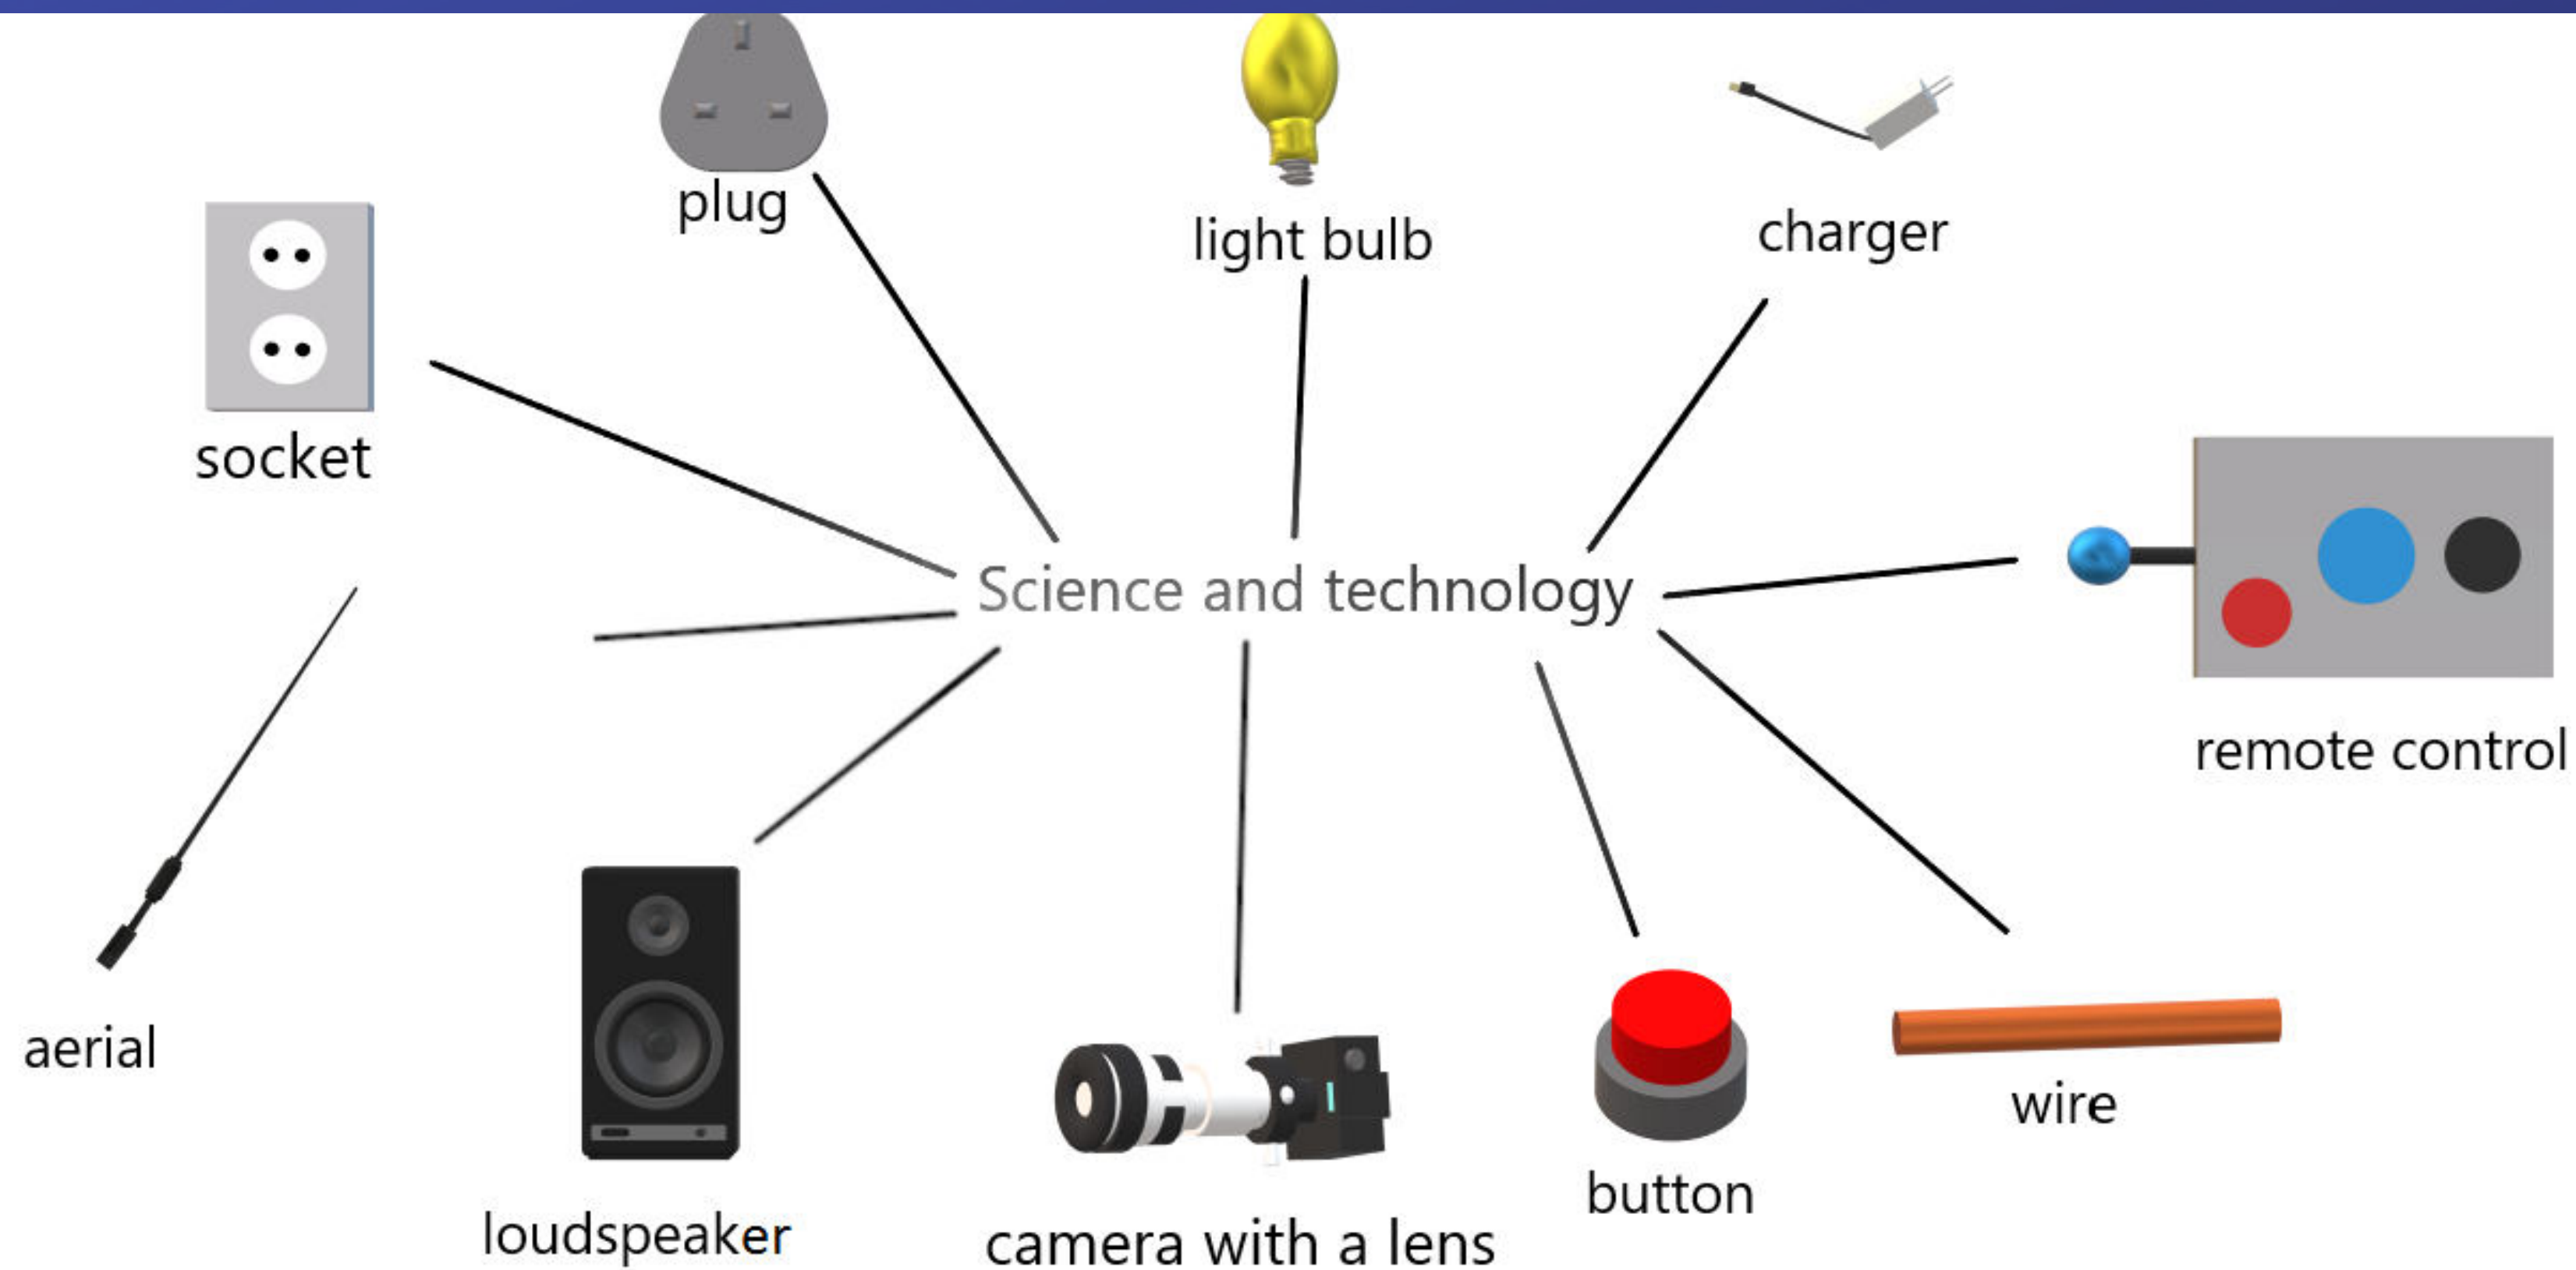 plug
light bulb
charger
socket
Science and technology
remote control
aerial
wire
button
loudspeaker
camera with a lens